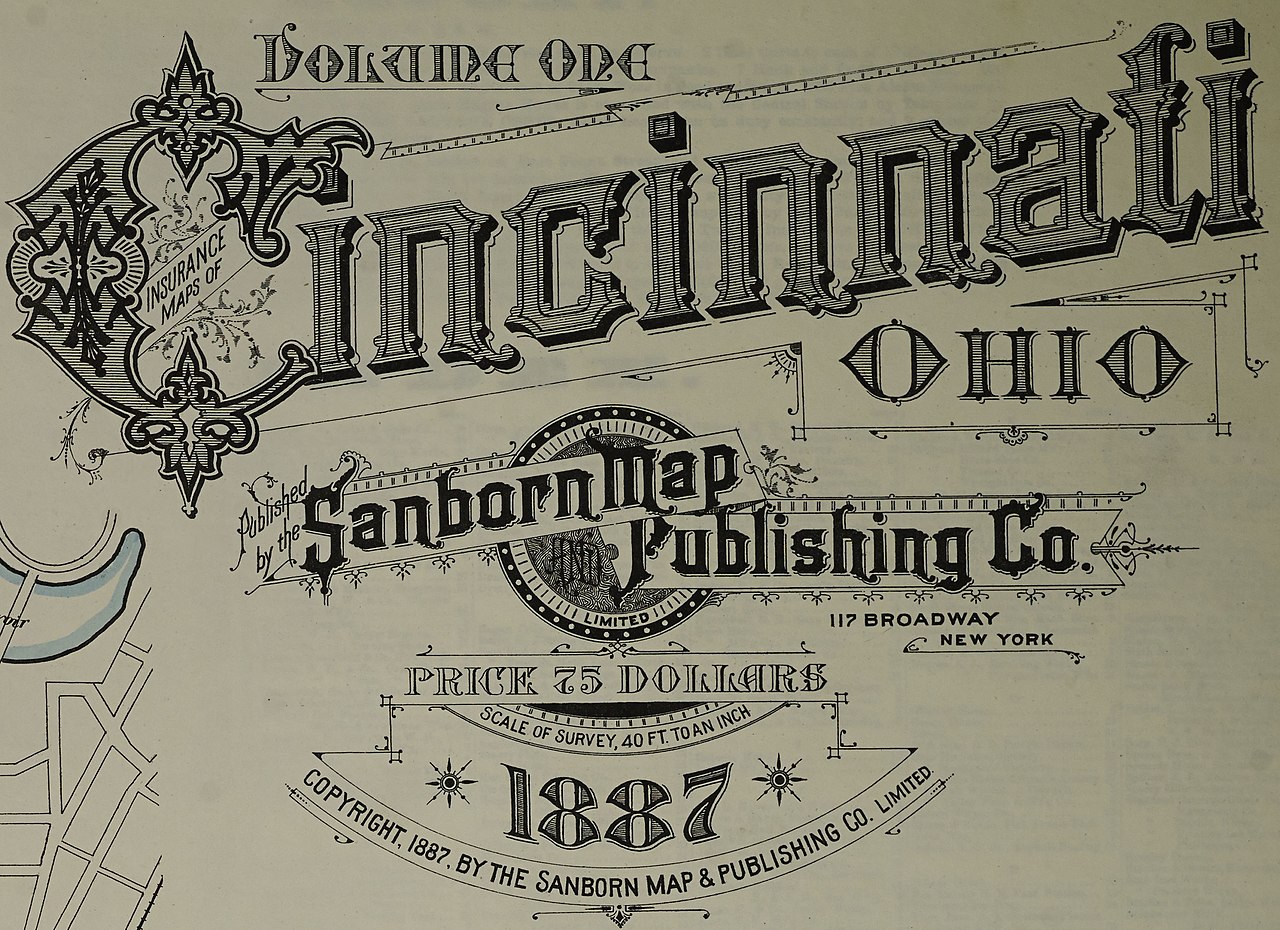 VOLUME ONE
INSURANCE
MAPS OF
Cincinnati
OHIO
Published
by the
Sanborn Map
AND
Publishing Co.
LIMITED
117 BROADWAY
NEW YORK
PRICE 75 DOLLARS
SCALE OF SURVEY, 40 FT. TO AN INCH
1887
COPYRIGHT, 1887, BY THE SANBORN MAP & PUBLISHING CO. LIMITED